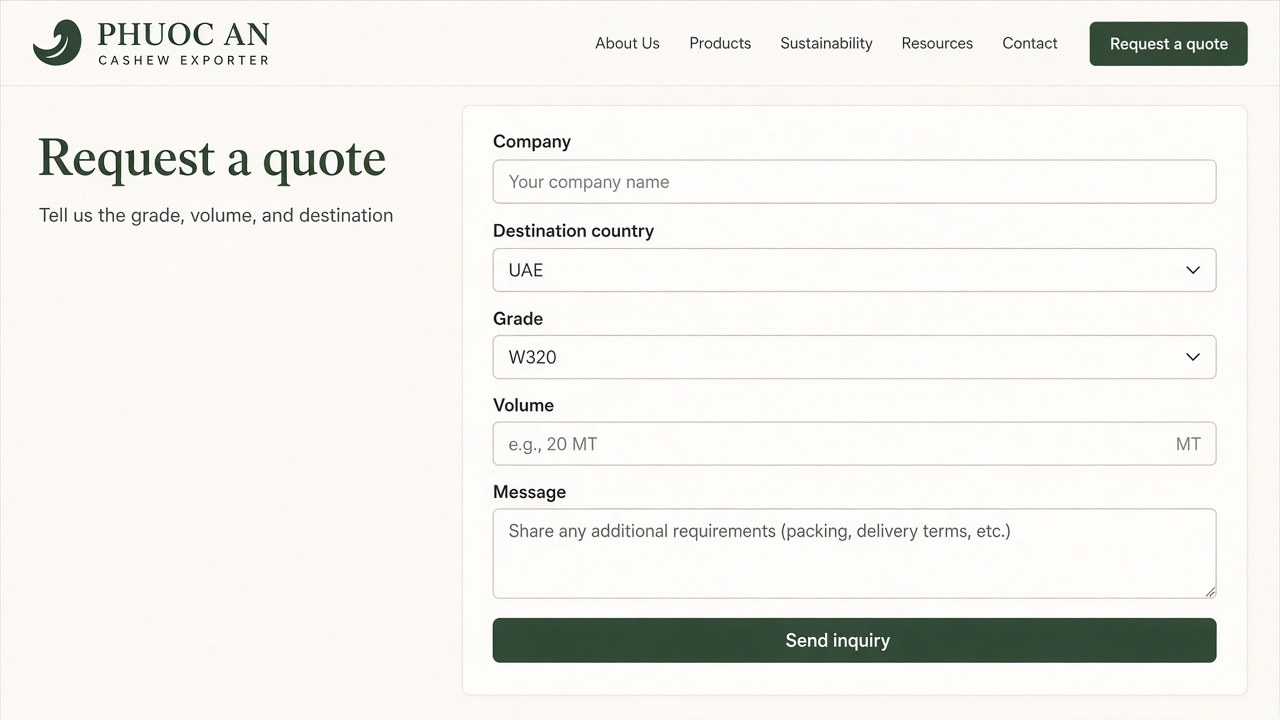 PHUOC AN
CASHEW EXPORTER
About Us
Products
Sustainability
Resources
Contact
Request a quote
Request a quote
Tell us the grade, volume, and destination
Company
Your company name
Destination country
UAE
Grade
W320
Volume
e.g., 20 MT
MT
Message
Share any additional requirements (packing, delivery terms, etc.)
Send inquiry